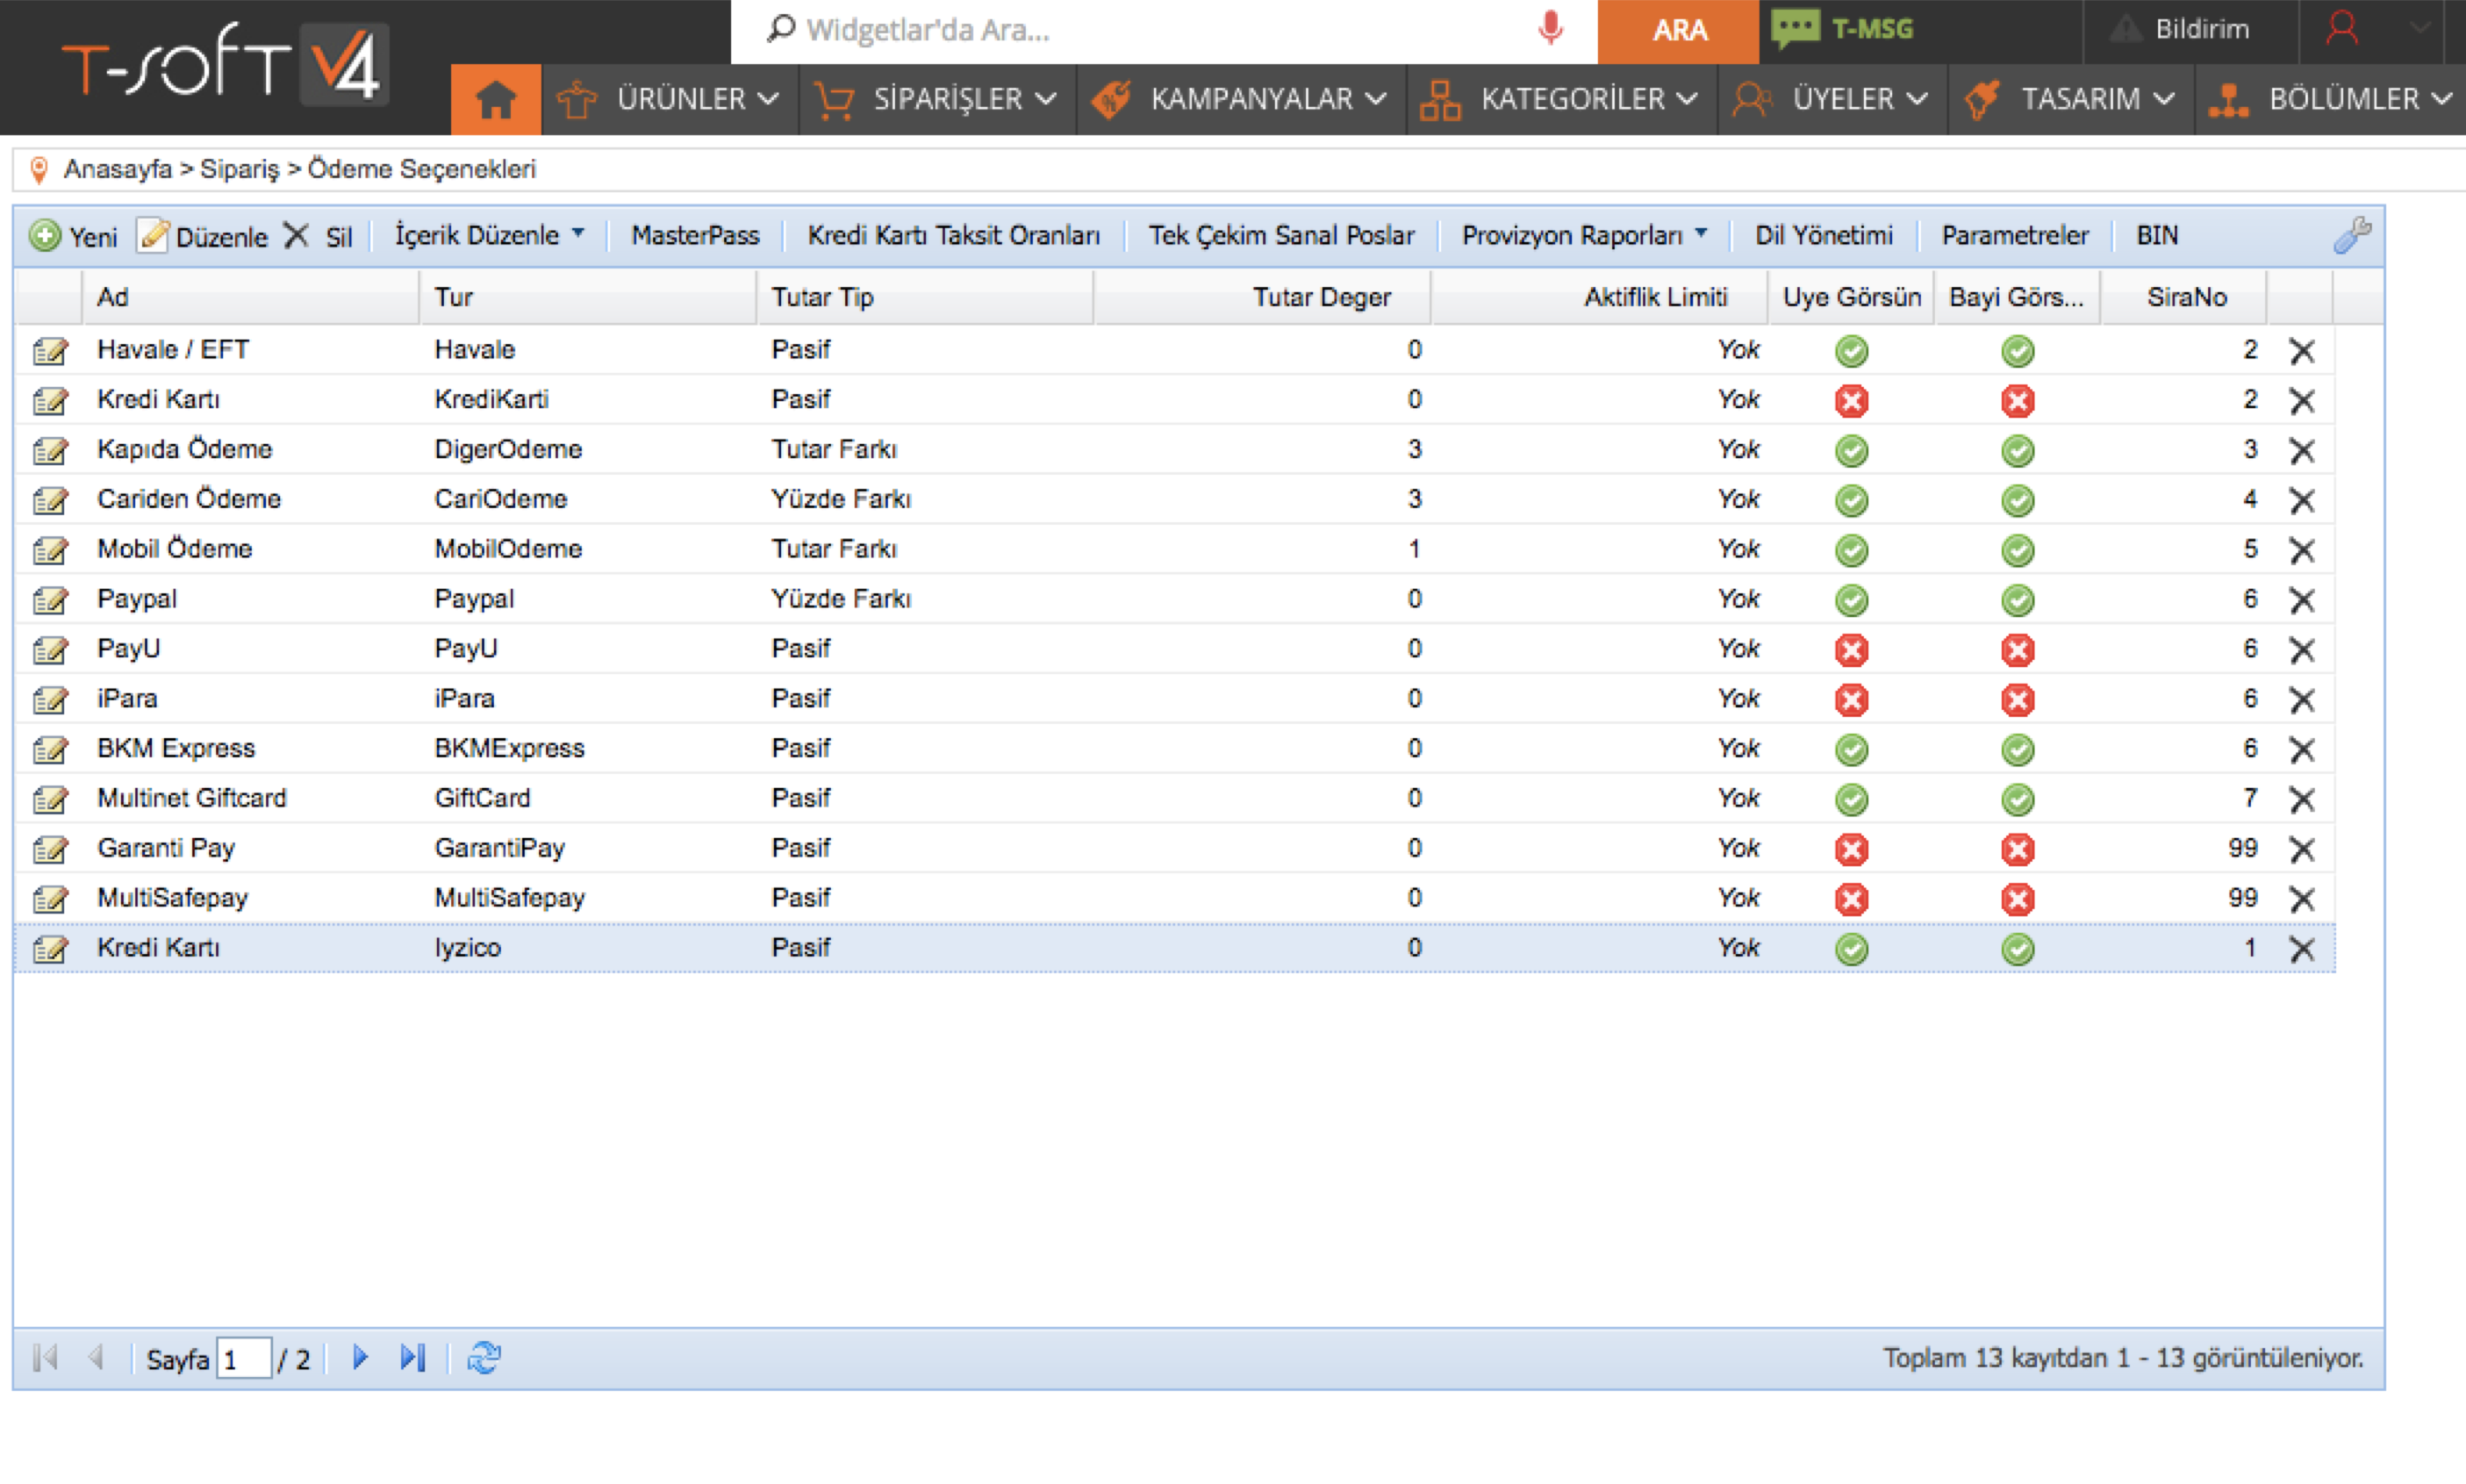 T-SOFT V4
Widgetlar'da Ara... ARA T-MSG Bildirim
ÜRÜNLER SİPARİŞLER KAMPANYALAR KATEGORİLER ÜYELER TASARIM BÖLÜMLER
Anasayfa > Sipariş > Ödeme Seçenekleri
Yeni Düzenle Sil İçerik Düzenle MasterPass Kredi Kartı Taksit Oranları Tek Çekim Sanal Poslar Provizyon Raporları Dil Yönetimi Parametreler BIN
Ad Tur Tutar Tip Tutar Deger Aktiflik Limiti Uye Görsün Bayi Görs... SiraNo
Havale / EFT Havale Pasif 0 Yok 2
Kredi Kartı KrediKarti Pasif 0 Yok 2
Kapıda Ödeme DigerOdeme Tutar Farkı 3 Yok 3
Cariden Ödeme CariOdeme Yüzde Farkı 3 Yok 4
Mobil Ödeme MobilOdeme Tutar Farkı 1 Yok 5
Paypal Paypal Yüzde Farkı 0 Yok 6
PayU PayU Pasif 0 Yok 6
iPara iPara Pasif 0 Yok 6
BKM Express BKMExpress Pasif 0 Yok 6
Multinet Giftcard GiftCard Pasif 0 Yok 7
Garanti Pay GarantiPay Pasif 0 Yok 99
MultiSafepay MultiSafepay Pasif 0 Yok 99
Kredi Kartı Iyzico Pasif 0 Yok 1
Sayfa 1 / 2 Toplam 13 kayıtdan 1 - 13 görüntüleniyor.